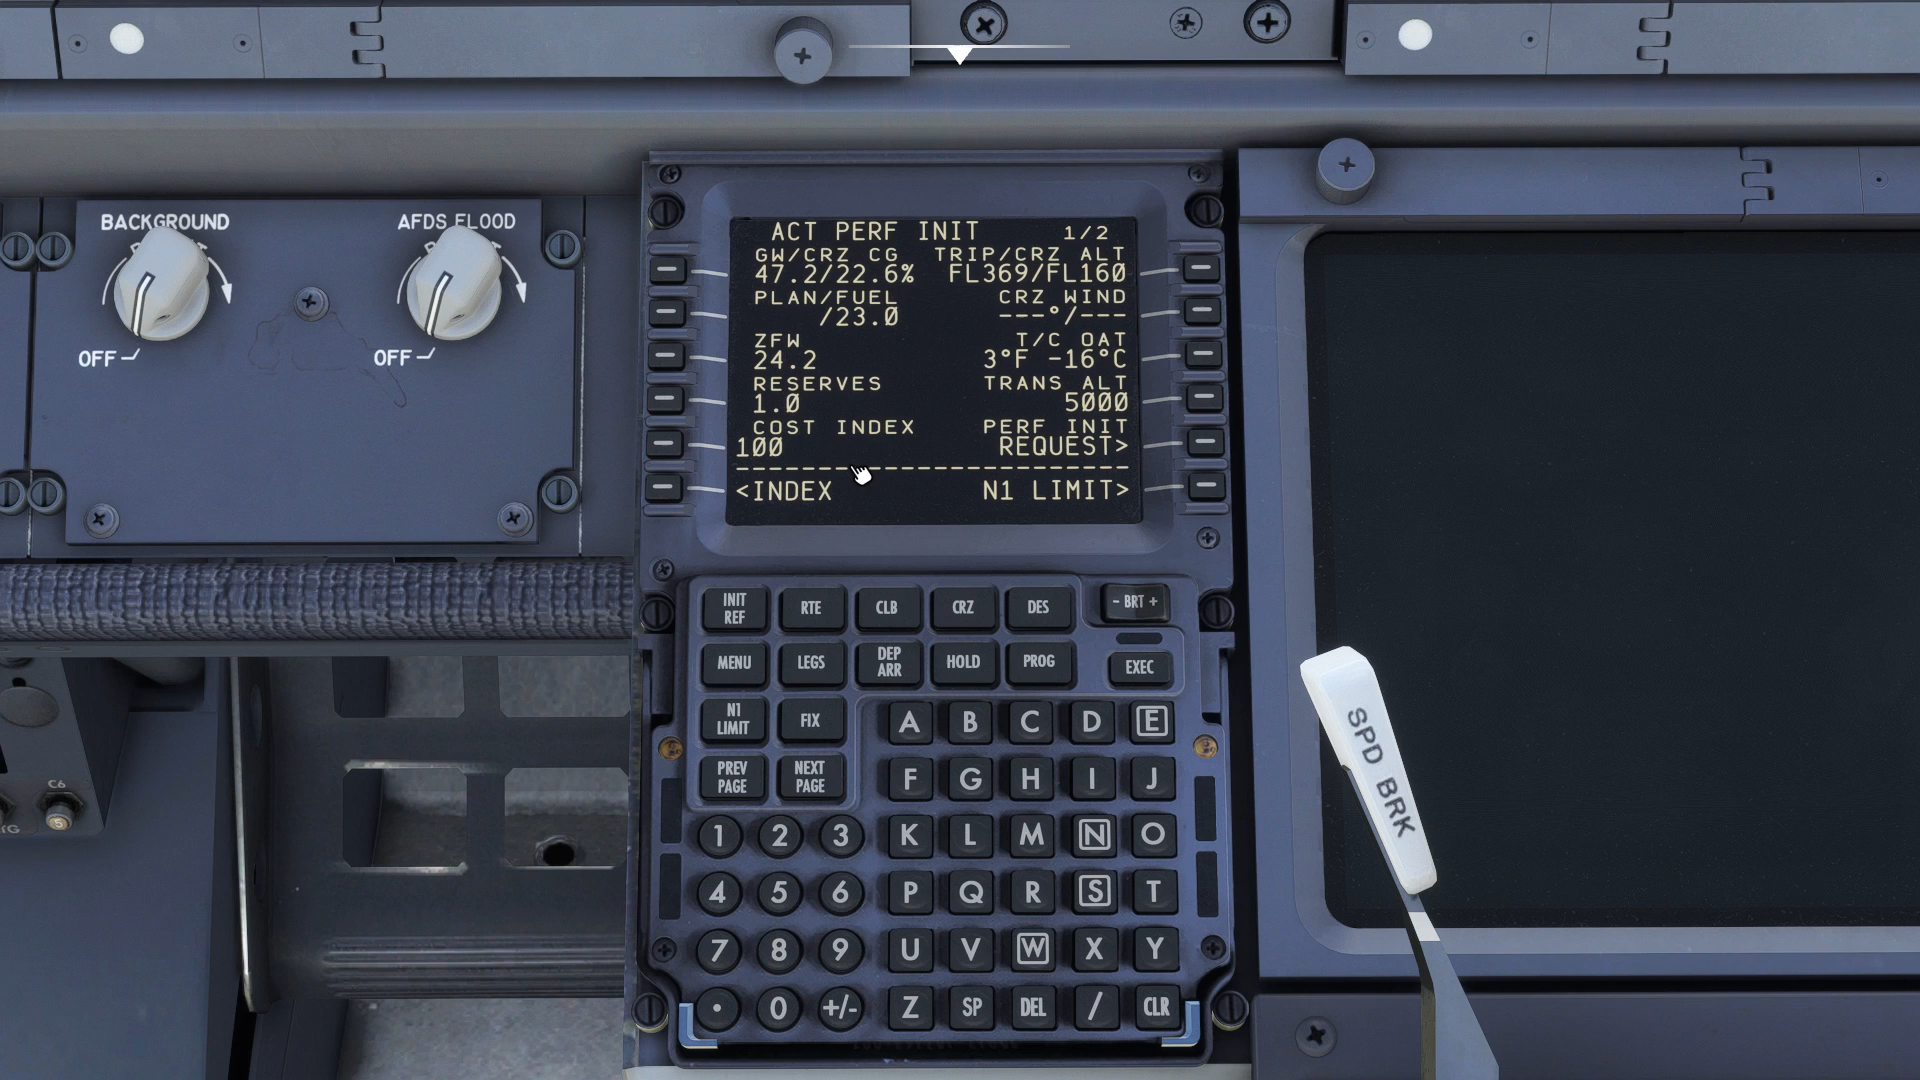 BACKGROUND
OFF
AFDS FLOOD
OFF
ACT PERF INIT 1/2
GW/CRZ CG TRIP/CRZ ALT
47.2/22.6% FL369/FL160
PLAN/FUEL CRZ WIND
/23.0 ---°/---
ZFW T/C OAT
24.2 3°F -16°C
RESERVES TRANS ALT
1.0 5000
COST INDEX PERF INIT
100 REQUEST>
------------------------
<INDEX N1 LIMIT>
INIT REF
RTE
CLB
CRZ
DES
- BRT +
MENU
LEGS
DEP ARR
HOLD
PROG
EXEC
N1 LIMIT
FIX
PREV PAGE
NEXT PAGE
A B C D E
F G H I J
1 2 3 K L M N O
4 5 6 P Q R S T
7 8 9 U V W X Y
. 0 +/- Z SP DEL / CLR
SPD BRK
C6
5